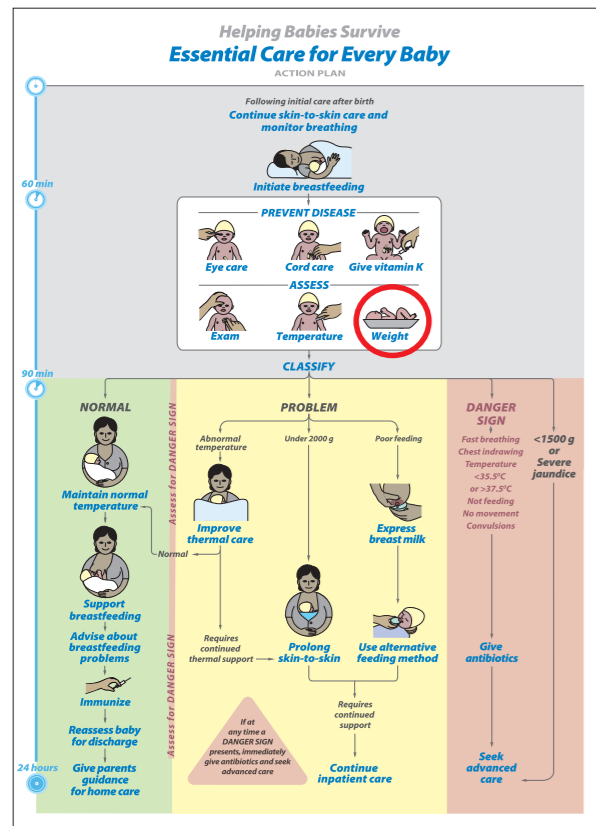 Helping Babies Survive
Essential Care for Every Baby
ACTION PLAN
Following initial care after birth
Continue skin-to-skin care and
monitor breathing
Initiate breastfeeding
60 min
PREVENT DISEASE
Eye care
Cord care
Give vitamin K
ASSESS
Exam
Temperature
Weight
CLASSIFY
90 min
NORMAL
Maintain normal
temperature
Support
breastfeeding
Advise about
breastfeeding
problems
Immunize
Reassess baby
for discharge
Give parents
guidance
for home care
24 hours
Assess for DANGER SIGN
Assess for DANGER SIGN
PROBLEM
Abnormal
temperature
Improve
thermal care
Normal
Requires
continued
thermal support
Under 2000 g
Prolong
skin-to-skin
Poor feeding
Express
breast milk
Use alternative
feeding method
Requires
continued
support
Continue
inpatient care
If at
any time a
DANGER SIGN
presents, immediately
give antibiotics and seek
advanced care
DANGER
SIGN
Fast breathing
Chest indrawing
Temperature
<35.5ºC
or >37.5ºC
Not feeding
No movement
Convulsions
Give
antibiotics
Seek
advanced
care
<1500 g
or
Severe
jaundice